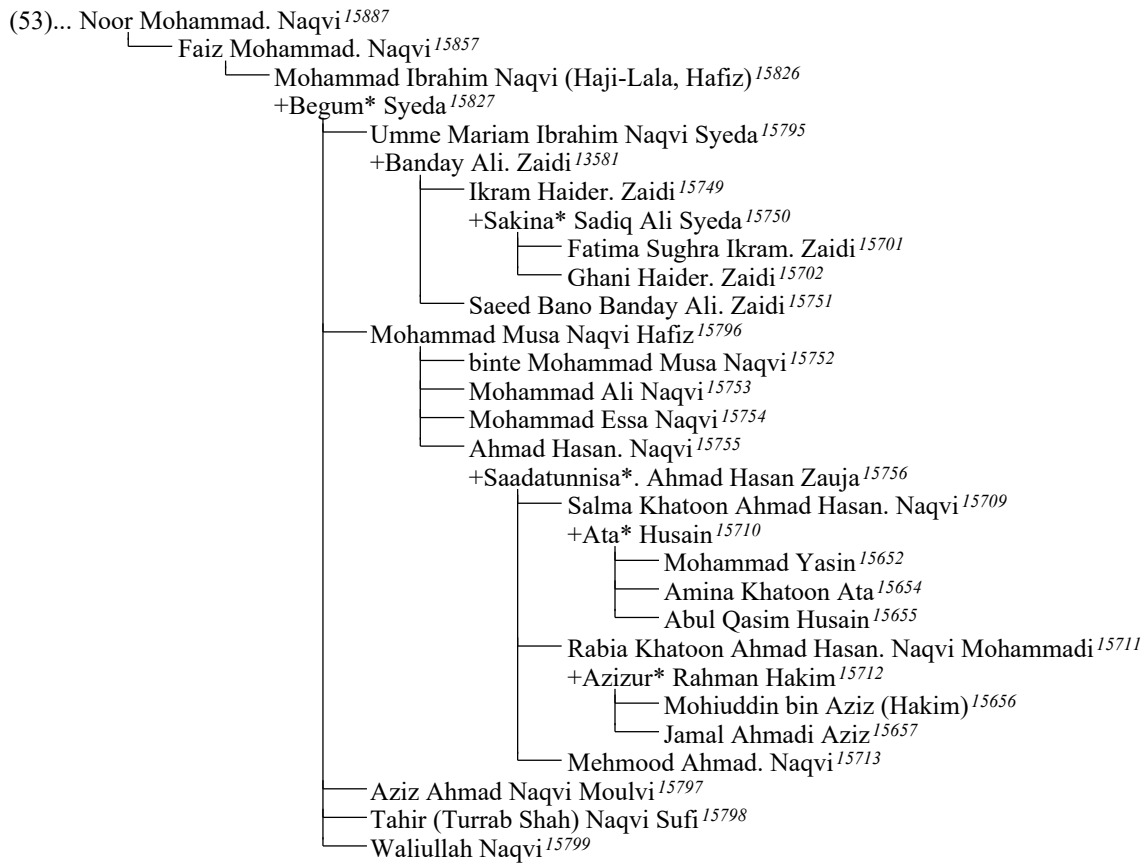 (53)... Noor Mohammad. Naqvi 15887
Faiz Mohammad. Naqvi 15857
Mohammad Ibrahim Naqvi (Haji-Lala, Hafiz) 15826
+Begum* Syeda 15827
Umme Mariam Ibrahim Naqvi Syeda 15795
+Banday Ali. Zaidi 13581
Ikram Haider. Zaidi 15749
+Sakina* Sadiq Ali Syeda 15750
Fatima Sughra Ikram. Zaidi 15701
Ghani Haider. Zaidi 15702
Saeed Bano Banday Ali. Zaidi 15751
Mohammad Musa Naqvi Hafiz 15796
binte Mohammad Musa Naqvi 15752
Mohammad Ali Naqvi 15753
Mohammad Essa Naqvi 15754
Ahmad Hasan. Naqvi 15755
+Saadatunnisa*. Ahmad Hasan Zauja 15756
Salma Khatoon Ahmad Hasan. Naqvi 15709
+Ata* Husain 15710
Mohammad Yasin 15652
Amina Khatoon Ata 15654
Abul Qasim Husain 15655
Rabia Khatoon Ahmad Hasan. Naqvi Mohammadi 15711
+Azizur* Rahman Hakim 15712
Mohiuddin bin Aziz (Hakim) 15656
Jamal Ahmadi Aziz 15657
Mehmood Ahmad. Naqvi 15713
Aziz Ahmad Naqvi Moulvi 15797
Tahir (Turrab Shah) Naqvi Sufi 15798
Waliullah Naqvi 15799